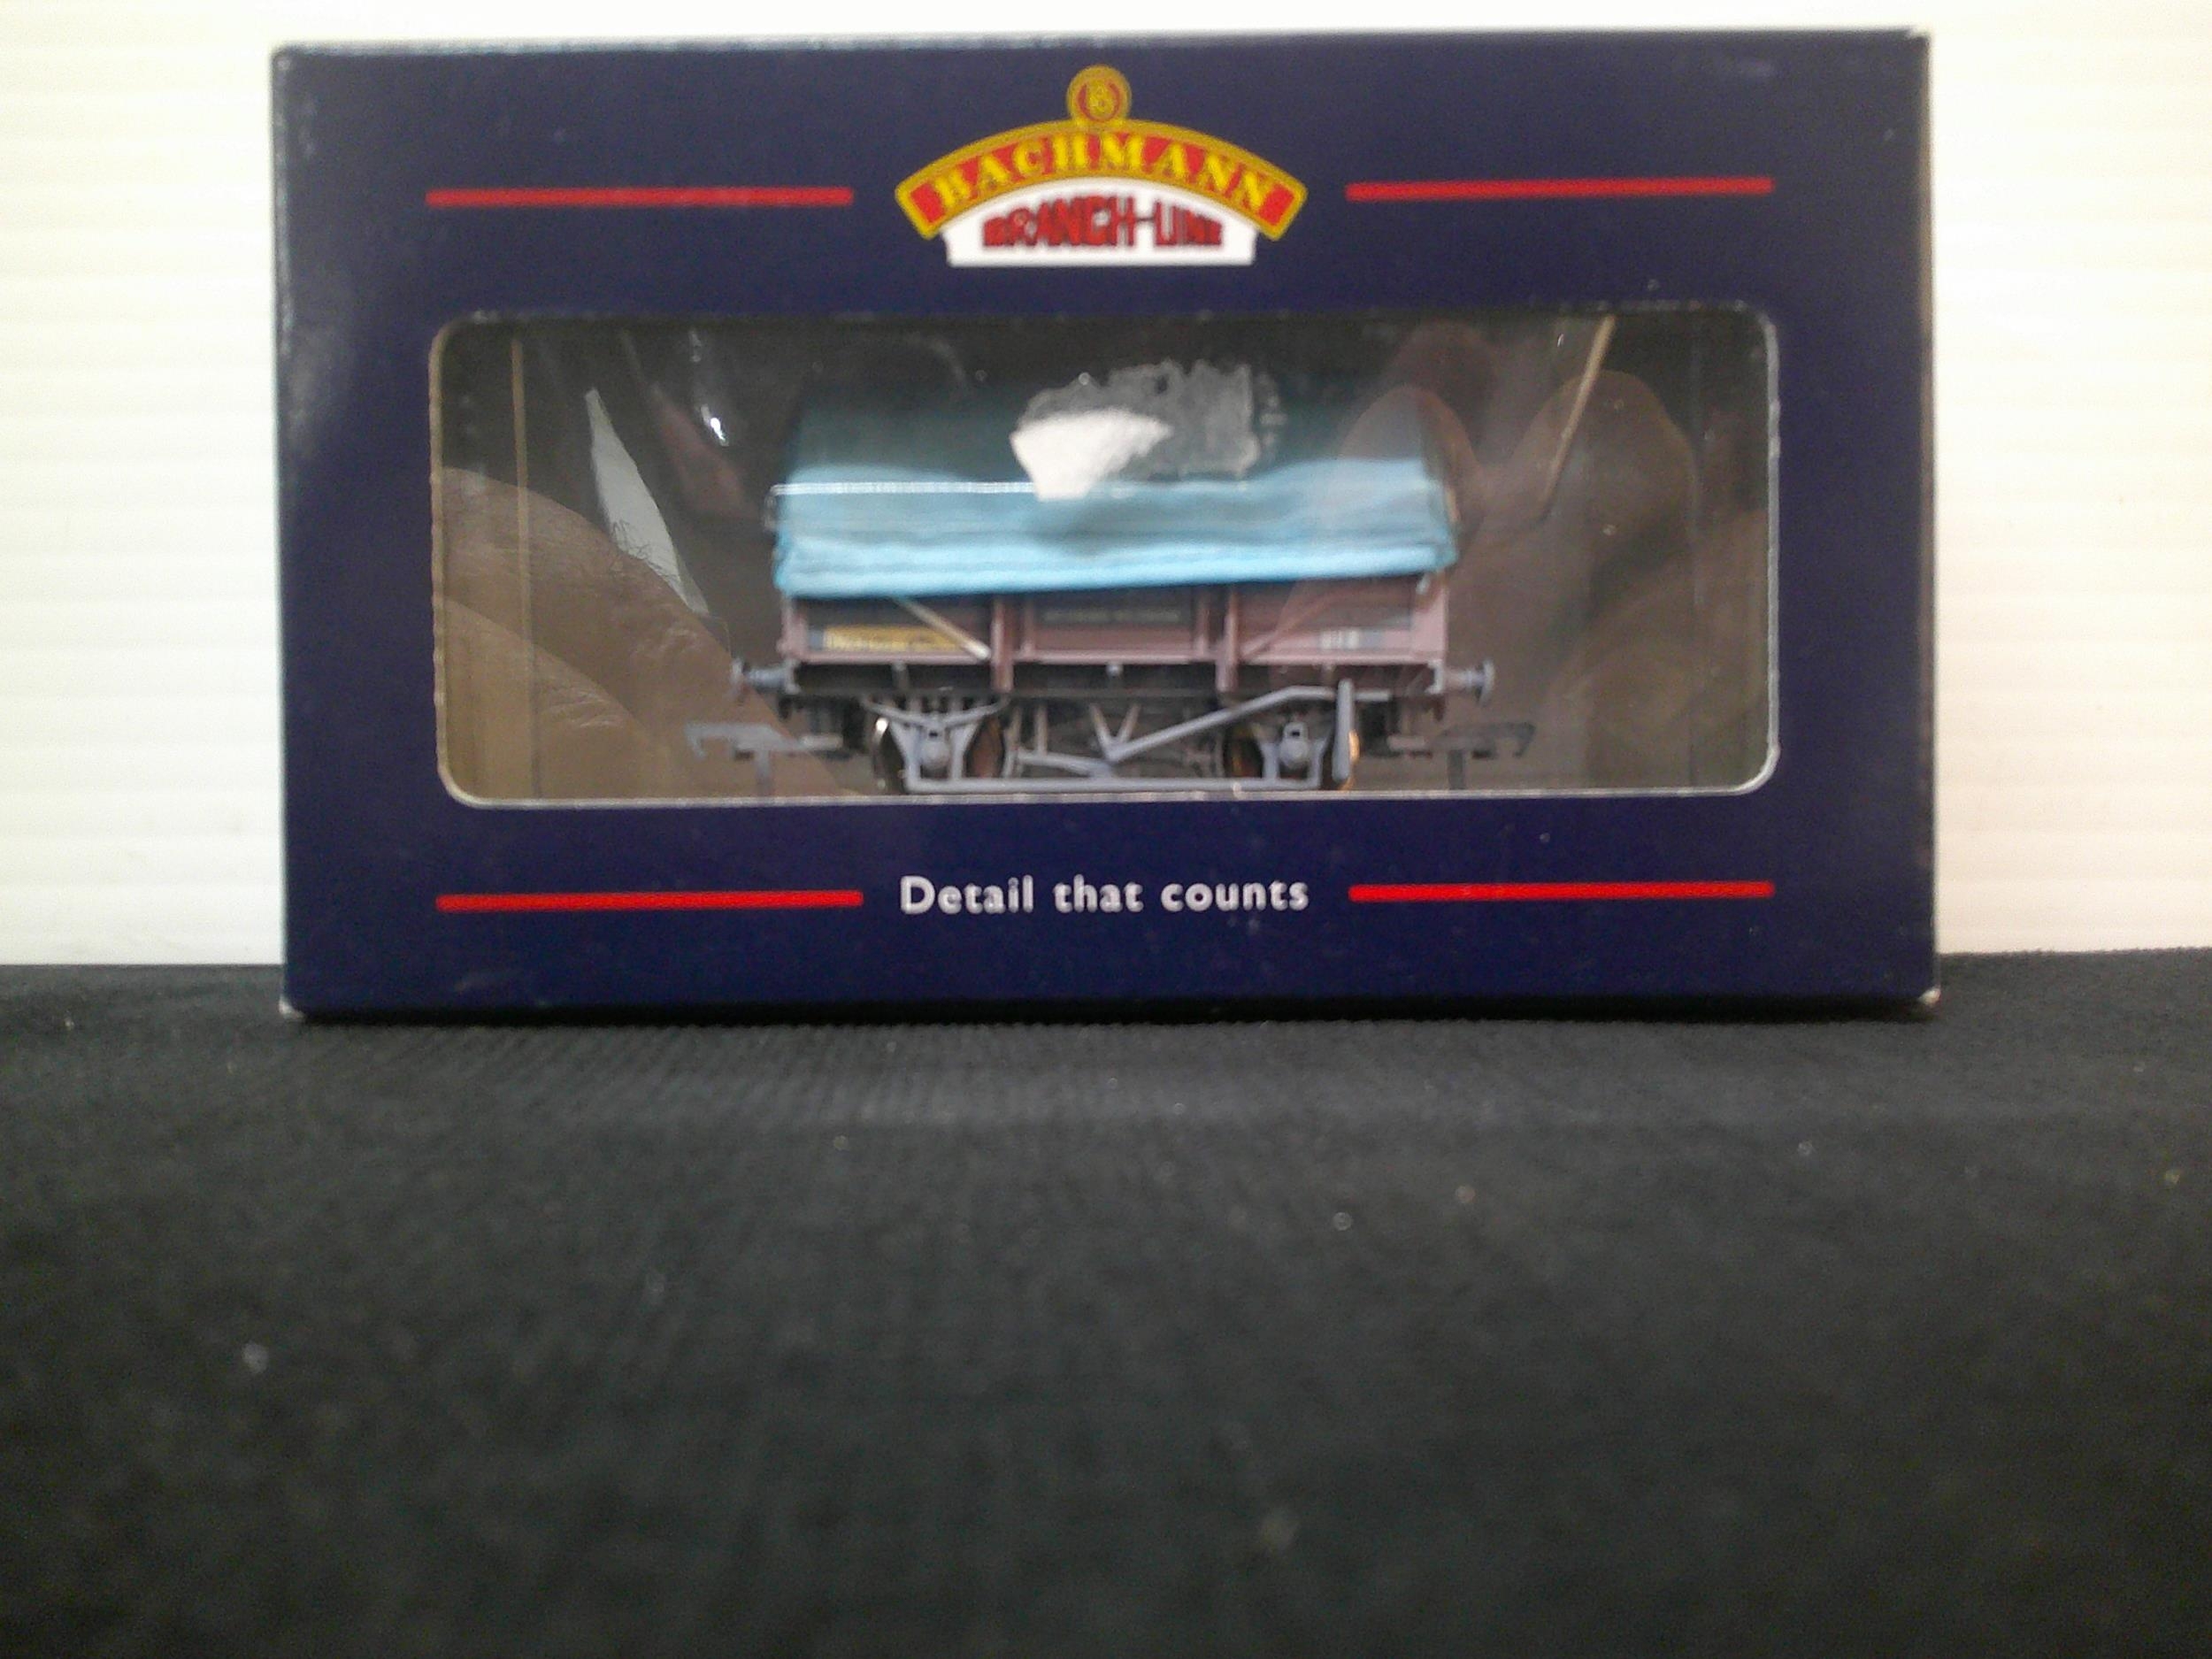 B
BACHMANN
BRANCH-LINE
Detail that counts